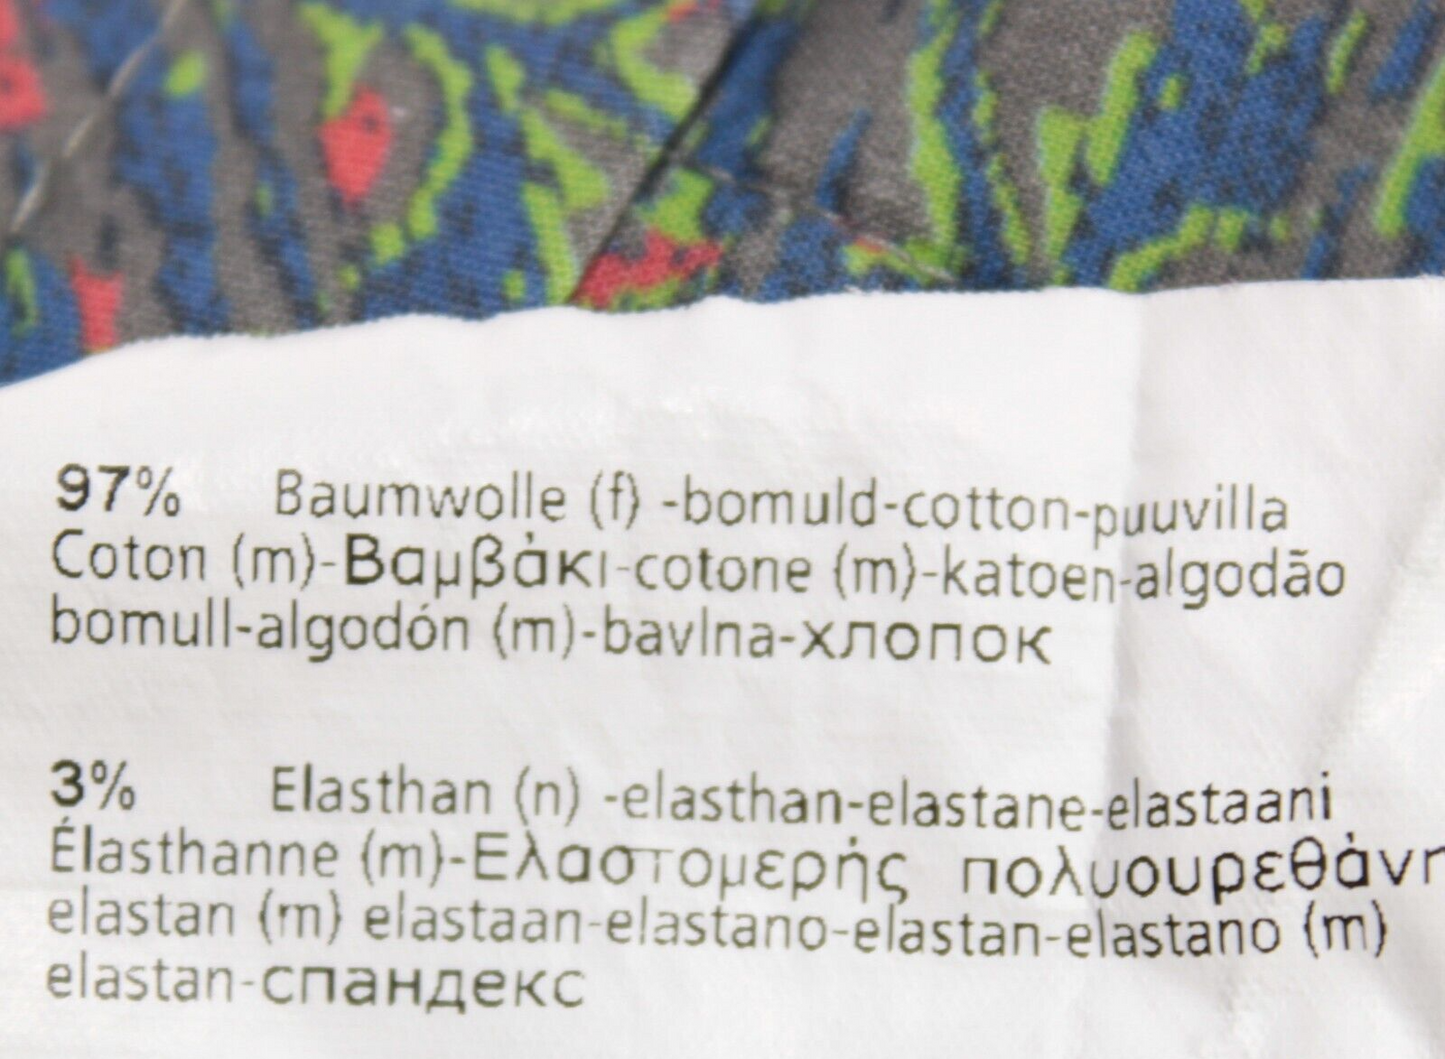 97% Baumwolle (f) -bomuld-cotton-puuvilla
Coton (m)-Βαμβάκι-cotone (m)-katoen-algodão
bomull-algodón (m)-bavlna-хлопок
3% Elasthan (n) -elasthan-elastane-elastaani
Élasthanne (m)-Ελαστομερής πολυουρεθάνη
elastan (m) elastaan-elastano-elastan-elastano (m)
elastan-спандекс